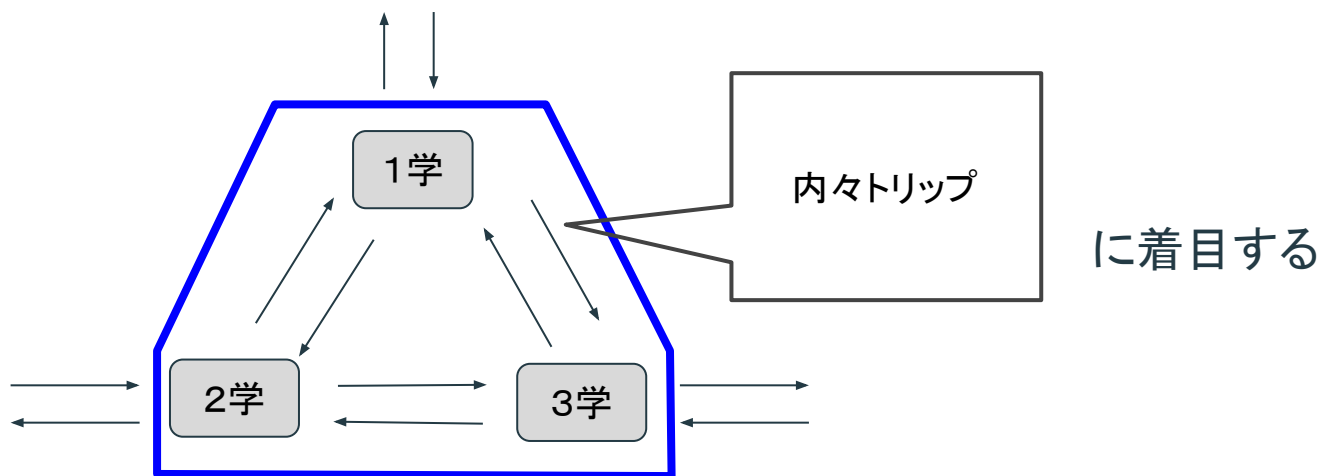 １学
内々トリップ
に着目する
２学
３学